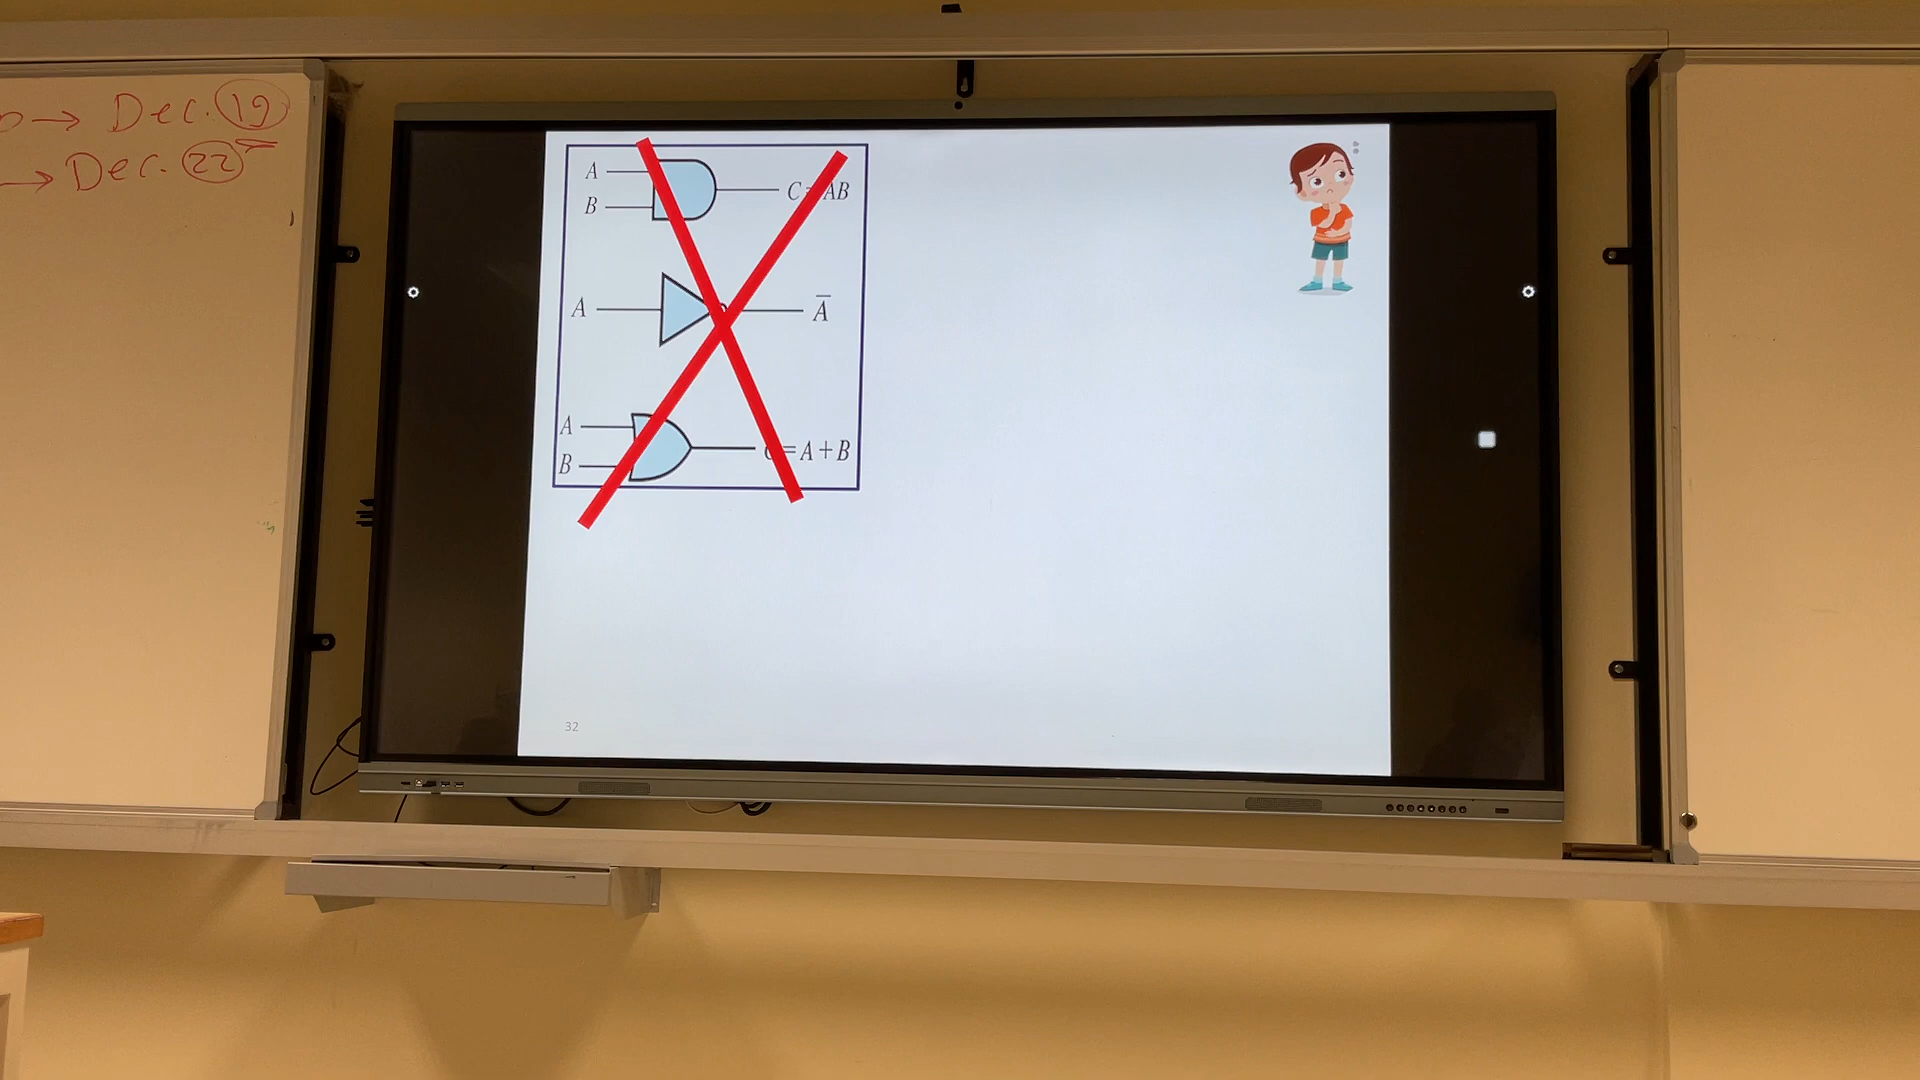 → Dec. 19
→ Dec. 22
A
B
C = AB
A
A̅
A
B
= A + B
32